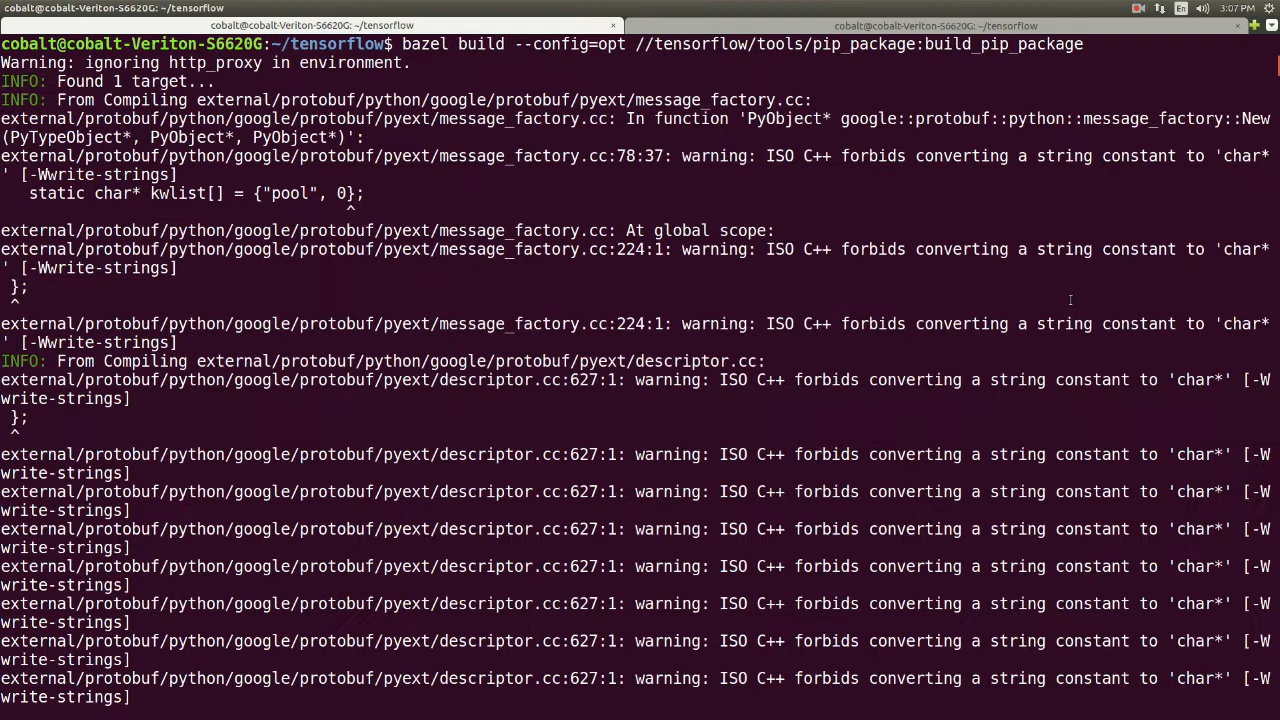 cobalt@cobalt-Veriton-S6620G: ~/tensorflow
En
3:07 PM
cobalt@cobalt-Veriton-S6620G: ~/tensorflow
×
cobalt@cobalt-Veriton-S6620G: ~/tensorflow
×
cobalt@cobalt-Veriton-S6620G:~/tensorflow$ bazel build --config=opt //tensorflow/tools/pip_package:build_pip_package
Warning: ignoring http_proxy in environment.
INFO: Found 1 target...
INFO: From Compiling external/protobuf/python/google/protobuf/pyext/message_factory.cc:
external/protobuf/python/google/protobuf/pyext/message_factory.cc: In function 'PyObject* google::protobuf::python::message_factory::New
(PyTypeObject*, PyObject*, PyObject*)':
external/protobuf/python/google/protobuf/pyext/message_factory.cc:78:37: warning: ISO C++ forbids converting a string constant to 'char*
' [-Wwrite-strings]
   static char* kwlist[] = {"pool", 0};
                                     ^
external/protobuf/python/google/protobuf/pyext/message_factory.cc: At global scope:
external/protobuf/python/google/protobuf/pyext/message_factory.cc:224:1: warning: ISO C++ forbids converting a string constant to 'char*
' [-Wwrite-strings]
 };
 ^
external/protobuf/python/google/protobuf/pyext/message_factory.cc:224:1: warning: ISO C++ forbids converting a string constant to 'char*
' [-Wwrite-strings]
INFO: From Compiling external/protobuf/python/google/protobuf/pyext/descriptor.cc:
external/protobuf/python/google/protobuf/pyext/descriptor.cc:627:1: warning: ISO C++ forbids converting a string constant to 'char*' [-W
write-strings]
 };
 ^
external/protobuf/python/google/protobuf/pyext/descriptor.cc:627:1: warning: ISO C++ forbids converting a string constant to 'char*' [-W
write-strings]
external/protobuf/python/google/protobuf/pyext/descriptor.cc:627:1: warning: ISO C++ forbids converting a string constant to 'char*' [-W
write-strings]
external/protobuf/python/google/protobuf/pyext/descriptor.cc:627:1: warning: ISO C++ forbids converting a string constant to 'char*' [-W
write-strings]
external/protobuf/python/google/protobuf/pyext/descriptor.cc:627:1: warning: ISO C++ forbids converting a string constant to 'char*' [-W
write-strings]
external/protobuf/python/google/protobuf/pyext/descriptor.cc:627:1: warning: ISO C++ forbids converting a string constant to 'char*' [-W
write-strings]
external/protobuf/python/google/protobuf/pyext/descriptor.cc:627:1: warning: ISO C++ forbids converting a string constant to 'char*' [-W
write-strings]
external/protobuf/python/google/protobuf/pyext/descriptor.cc:627:1: warning: ISO C++ forbids converting a string constant to 'char*' [-W
write-strings]